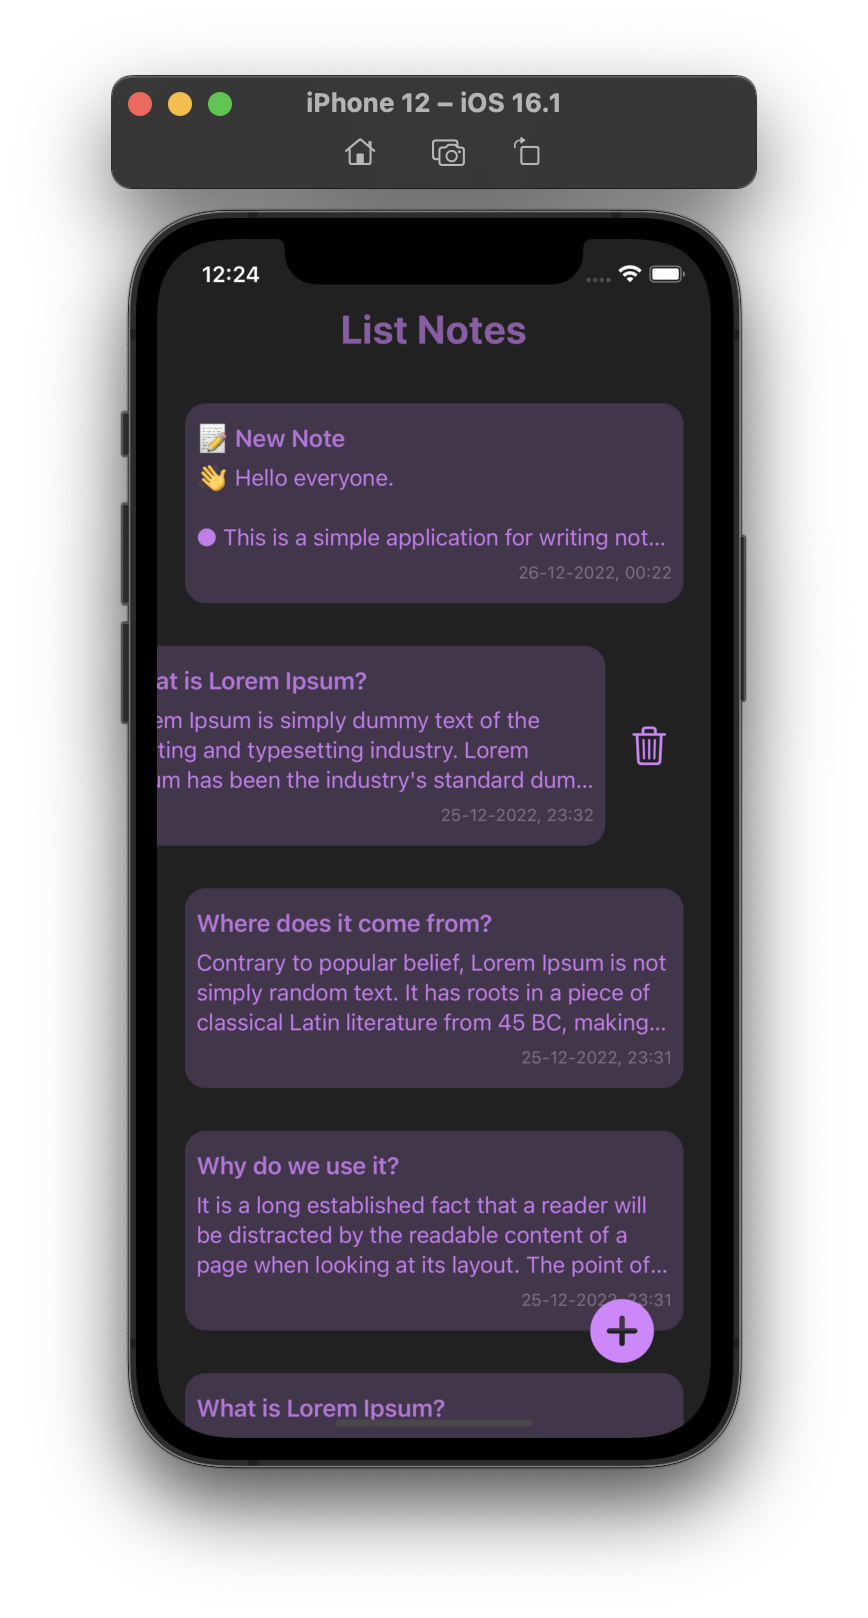 iPhone 12 – iOS 16.1
12:24
List Notes
📝 New Note
👋 Hello everyone.
● This is a simple application for writing not...
26-12-2022, 00:22
at is Lorem Ipsum?
em Ipsum is simply dummy text of the
ting and typesetting industry. Lorem
um has been the industry's standard dum...
25-12-2022, 23:32
Where does it come from?
Contrary to popular belief, Lorem Ipsum is not
simply random text. It has roots in a piece of
classical Latin literature from 45 BC, making...
25-12-2022, 23:31
Why do we use it?
It is a long established fact that a reader will
be distracted by the readable content of a
page when looking at its layout. The point of...
25-12-2022, 23:31
What is Lorem Ipsum?